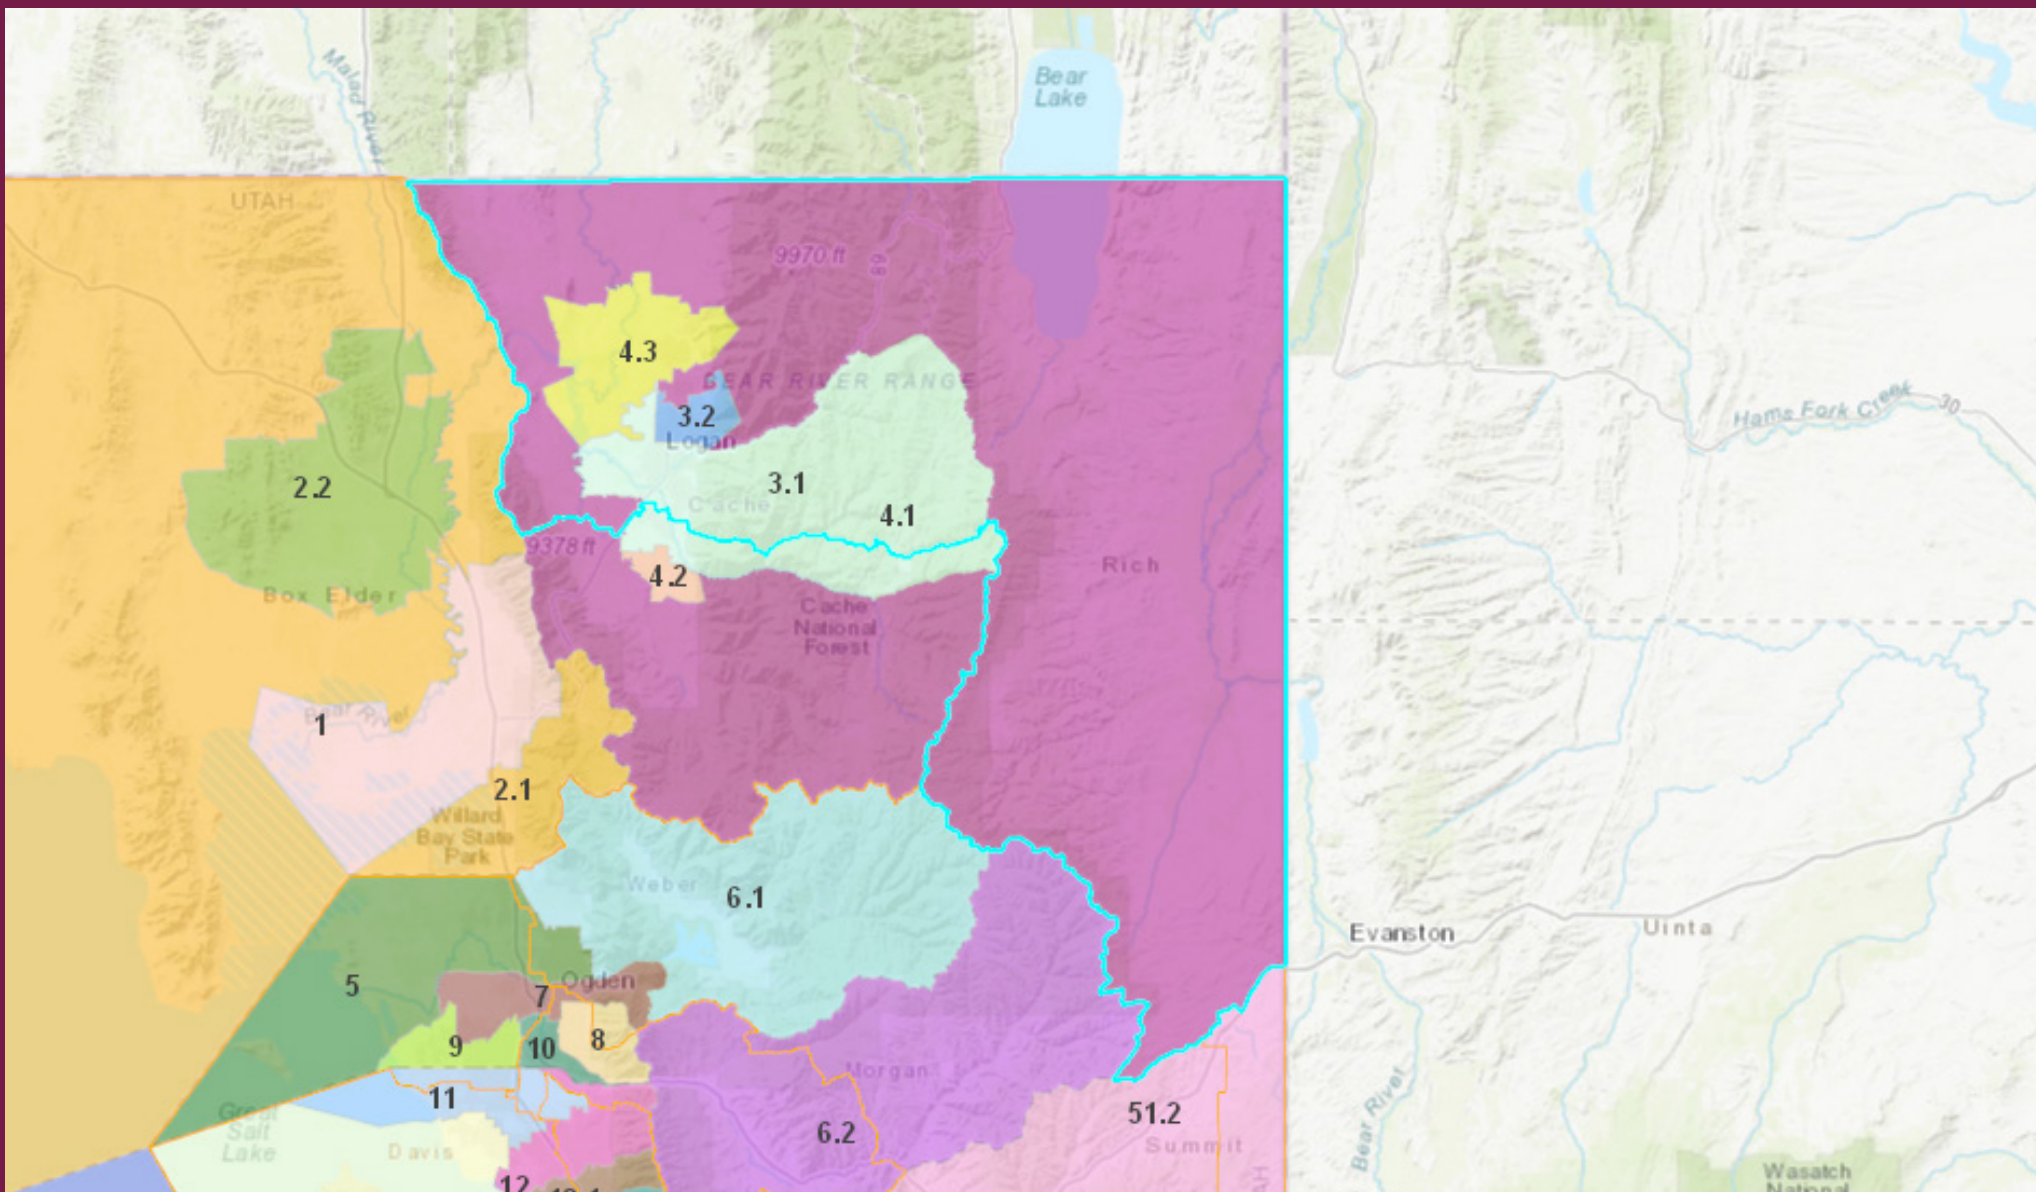 Malad River
Bear
Lake
UTAH
9970 ft
89
4.3
BEAR RIVER RANGE
Hams Fork Creek
30
3.2
Logan
2.2
3.1
Cache
4.1
9378 ft
4.2
Rich
Box Elder
Cache
National
Forest
Bear River
1
2.1
Willard
Bay State
Park
Weber
6.1
Evanston
Uinta
5
7
Ogden
8
9
10
Morgan
11
Great
Salt
Lake
Davis
6.2
51.2
Summit
Bear River
12
Wasatch
National